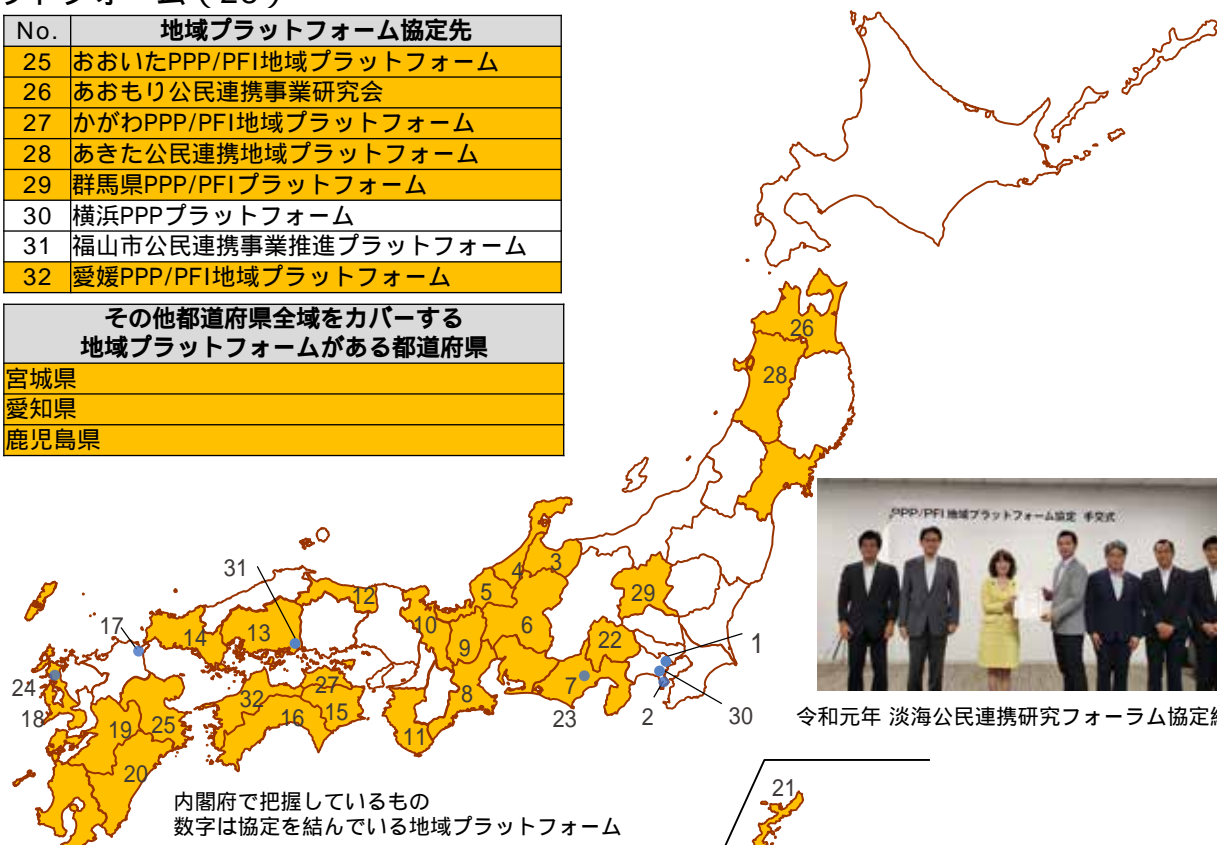 No. 地域プラットフォーム協定先
25 おおいたPPP/PFI地域プラットフォーム
26 あおもり公民連携事業研究会
27 かがわPPP/PFI地域プラットフォーム
28 あきた公民連携地域プラットフォーム
29 群馬県PPP/PFIプラットフォーム
30 横浜PPPプラットフォーム
31 福山市公民連携事業推進プラットフォーム
32 愛媛PPP/PFI地域プラットフォーム
その他都道府県全域をカバーする
地域プラットフォームがある都道府県
宮城県
愛知県
鹿児島県
26
28
PPP/PFI 地域プラットフォーム協定 手交式
31
3
4
5
12
29
17
14
13
10
9
6
22
1
24
27
7
32
8
18
19
25
16
15
11
23
2
30
令和元年 淡海公民連携研究フォーラム協定
20
21
内閣府で把握しているもの
数字は協定を結んでいる地域プラットフォーム